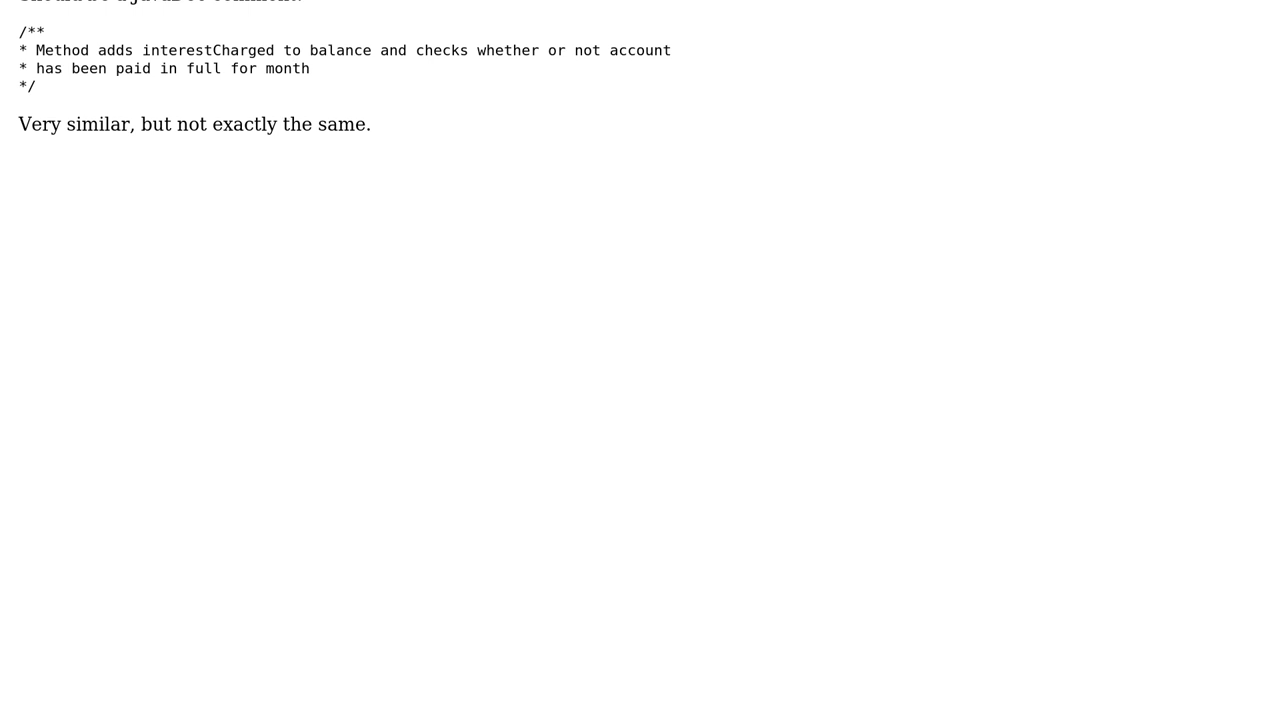 /**
* Method adds interestCharged to balance and checks whether or not account
* has been paid in full for month
*/
Very similar, but not exactly the same.